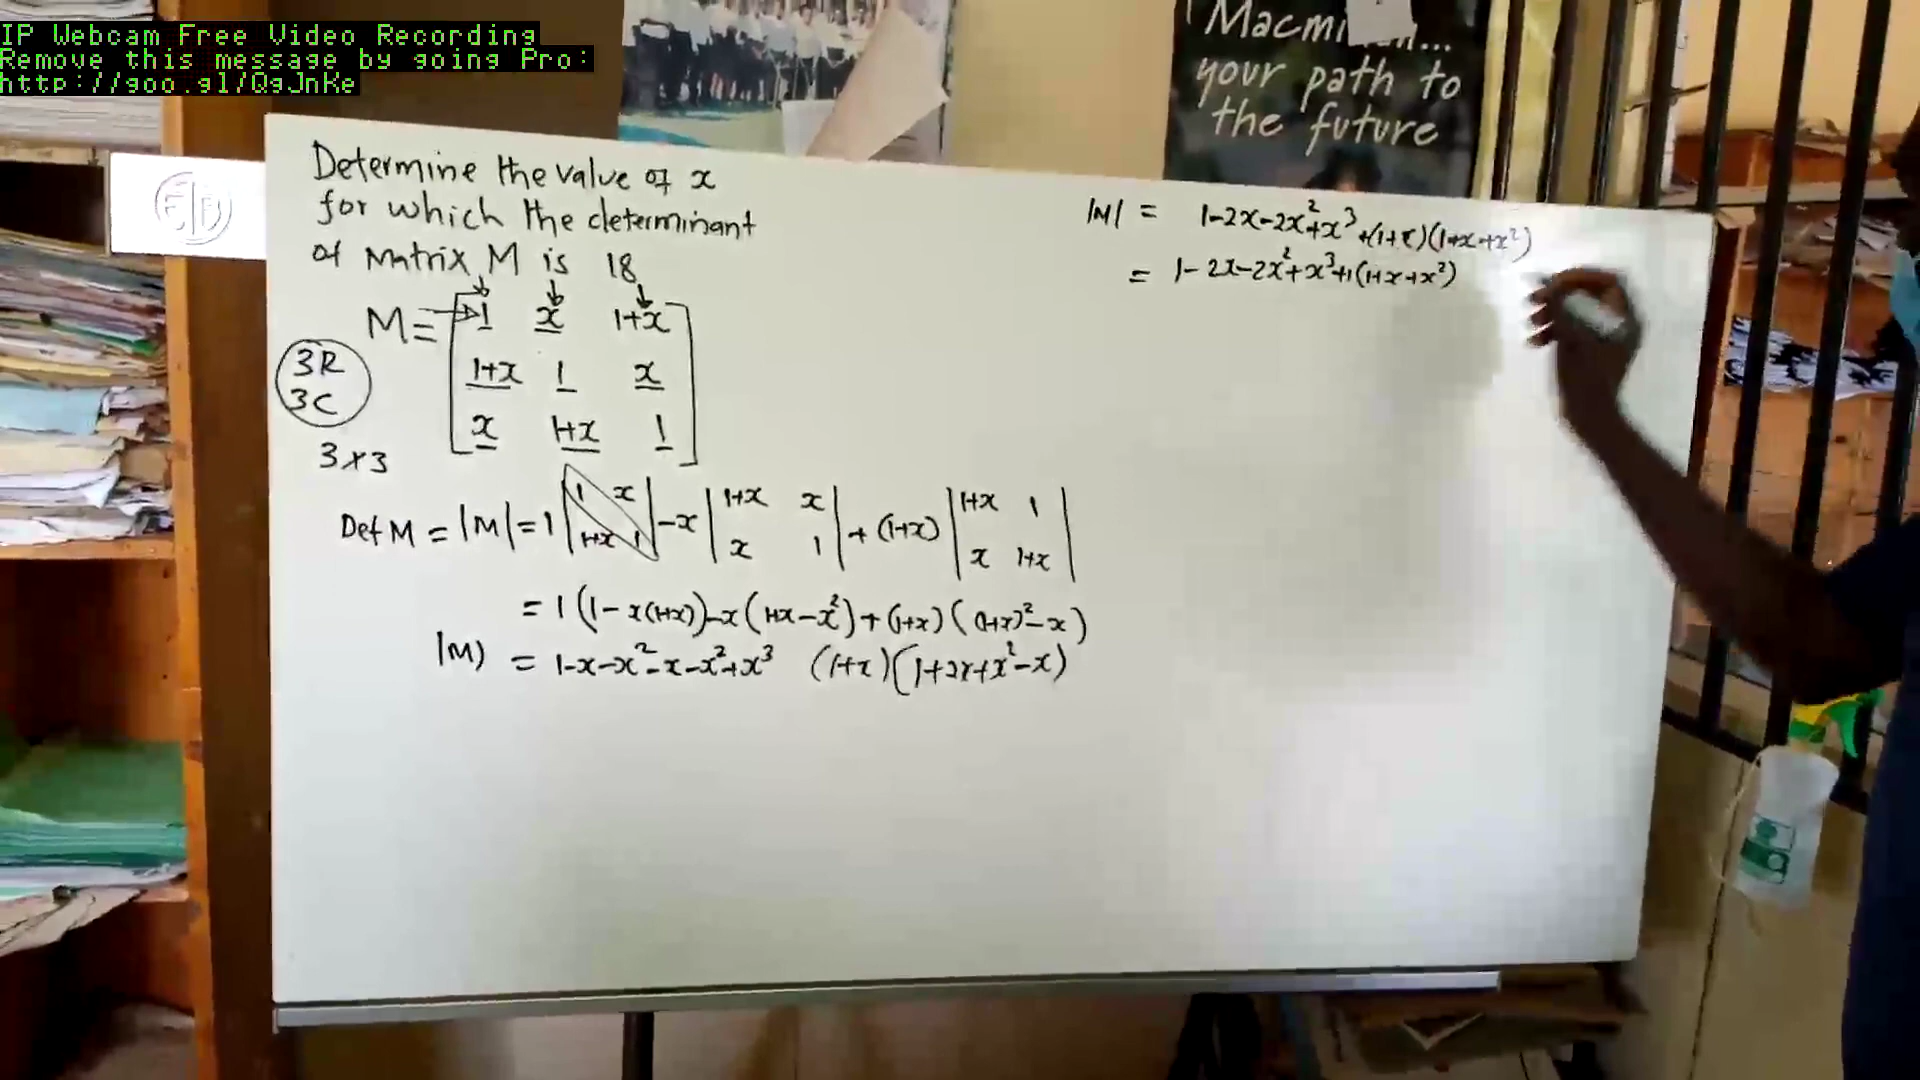 IP Webcam Free Video Recording
Remove this message by going Pro:
http://goo.gl/QgJnKe
Macmillan...
your path to
the future
Determine the value of x
for which the determinant
of Matrix M is 18
M = [ 1 x 1+x
1+x 1 x
x 1+x 1 ]
3R
3C
3x3
Det M = |M| = 1 | 1 x 1+x 1 | -x | 1+x x x 1 | + (1+x) | 1+x 1 x 1+x |
= 1 (1 - x(1+x)) - x (1+x - x²) + (1+x) ((1+x)² - x)
|M) = 1-x-x²-x-x²+x³ (1+x)(1+2x+x²-x)
|M| = 1-2x-2x²+x³+(1+x)(1+x+x²)
= 1-2x-2x²+x³+1(1+x+x²)